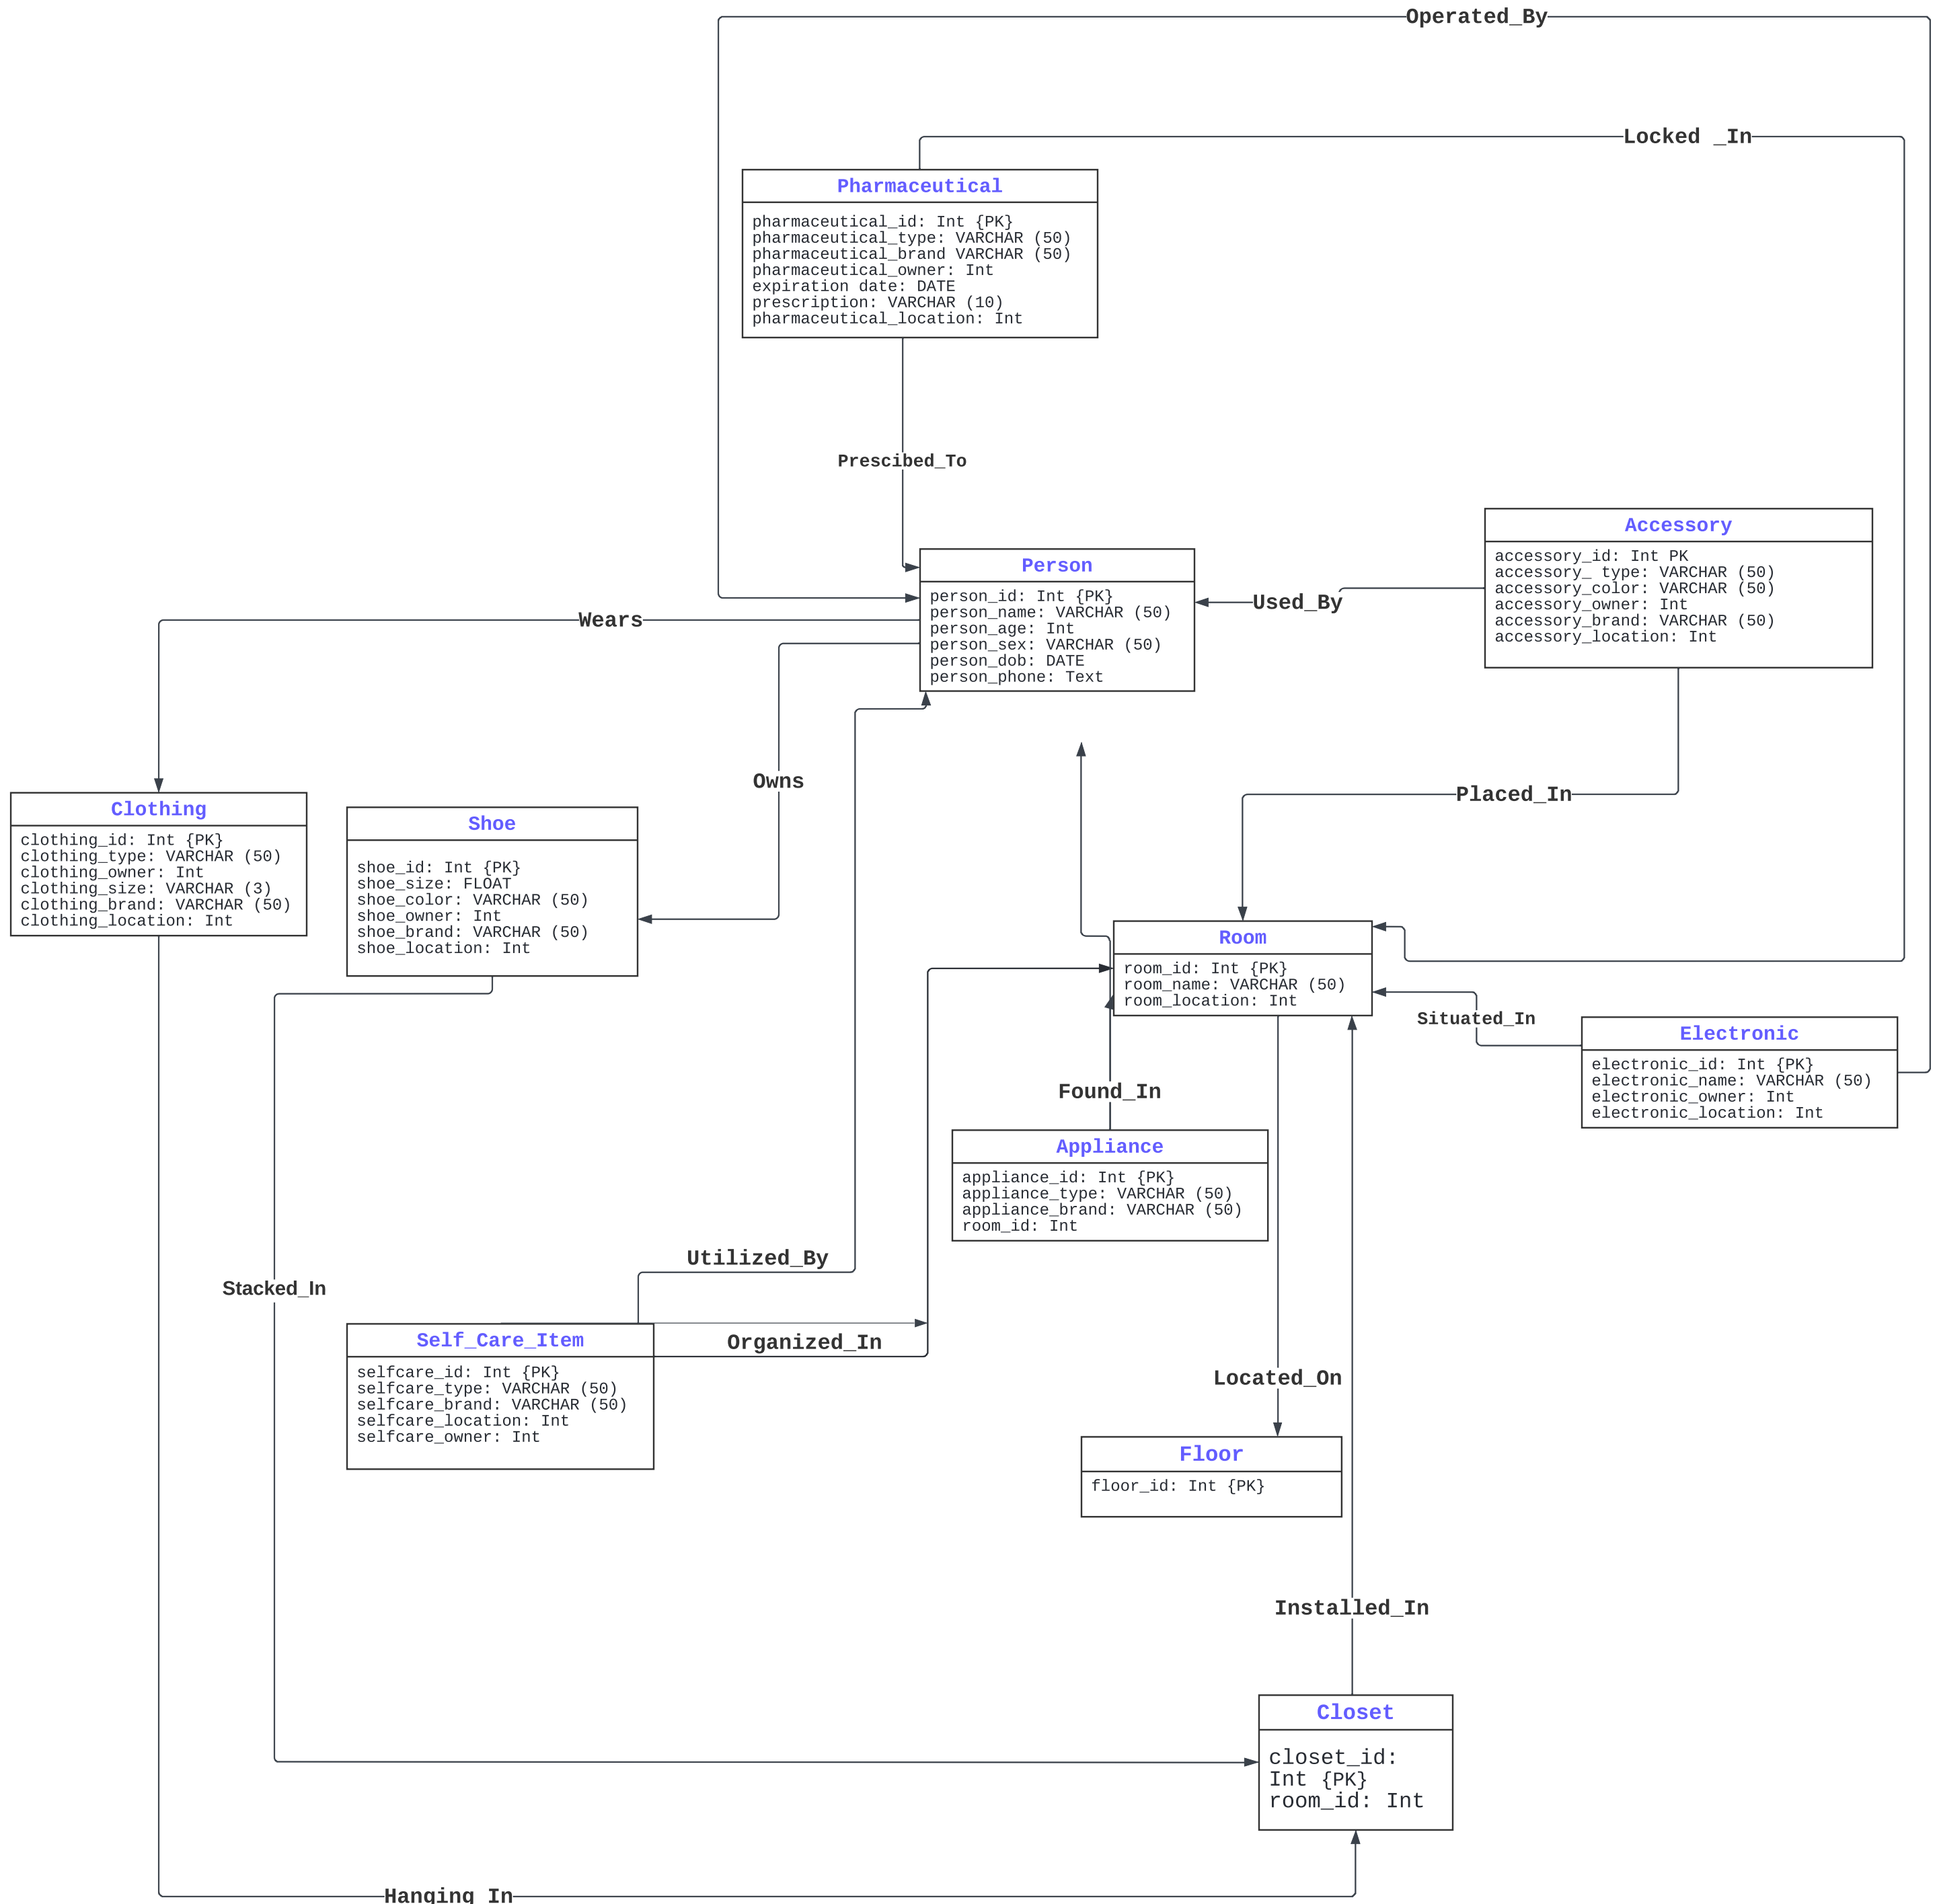 Operated_By
Locked _In
Pharmaceutical
pharmaceutical_id: Int {PK}
pharmaceutical_type: VARCHAR (50)
pharmaceutical_brand VARCHAR (50)
pharmaceutical_owner: Int
expiration date: DATE
prescription: VARCHAR (10)
pharmaceutical_location: Int
Prescibed_To
Accessory
accessory_id: Int PK
accessory_ type: VARCHAR (50)
accessory_color: VARCHAR (50)
accessory_owner: Int
accessory_brand: VARCHAR (50)
accessory_location: Int
Person
person_id: Int {PK}
person_name: VARCHAR (50)
person_age: Int
person_sex: VARCHAR (50)
person_dob: DATE
person_phone: Text
Used_By
Wears
Owns
Placed_In
Clothing
clothing_id: Int {PK}
clothing_type: VARCHAR (50)
clothing_owner: Int
clothing_size: VARCHAR (3)
clothing_brand: VARCHAR (50)
clothing_location: Int
Shoe
shoe_id: Int {PK}
shoe_size: FLOAT
shoe_color: VARCHAR (50)
shoe_owner: Int
shoe_brand: VARCHAR (50)
shoe_location: Int
Room
room_id: Int {PK}
room_name: VARCHAR (50)
room_location: Int
Situated_In
Electronic
electronic_id: Int {PK}
electronic_name: VARCHAR (50)
electronic_owner: Int
electronic_location: Int
Found_In
Appliance
appliance_id: Int {PK}
appliance_type: VARCHAR (50)
appliance_brand: VARCHAR (50)
room_id: Int
Utilized_By
Stacked_In
Self_Care_Item
selfcare_id: Int {PK}
selfcare_type: VARCHAR (50)
selfcare_brand: VARCHAR (50)
selfcare_location: Int
selfcare_owner: Int
Organized_In
Located_On
Floor
floor_id: Int {PK}
Installed_In
Closet
closet_id:
Int {PK}
room_id: Int
Hanging_In